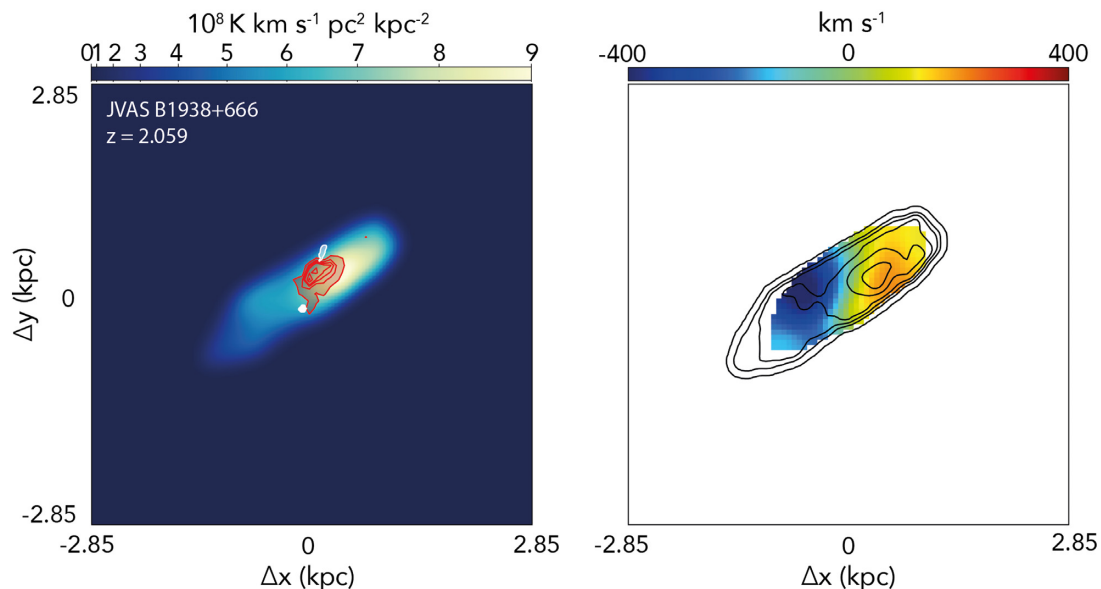 10⁸ K km s⁻¹ pc² kpc⁻²
01 2 3 4 5 6 7 8 9
2.85
JVAS B1938+666
z = 2.059
Δy (kpc)
0
-2.85
-2.85 0 2.85
Δx (kpc)
km s⁻¹
-400 0 400
-2.85 0 2.85
Δx (kpc)